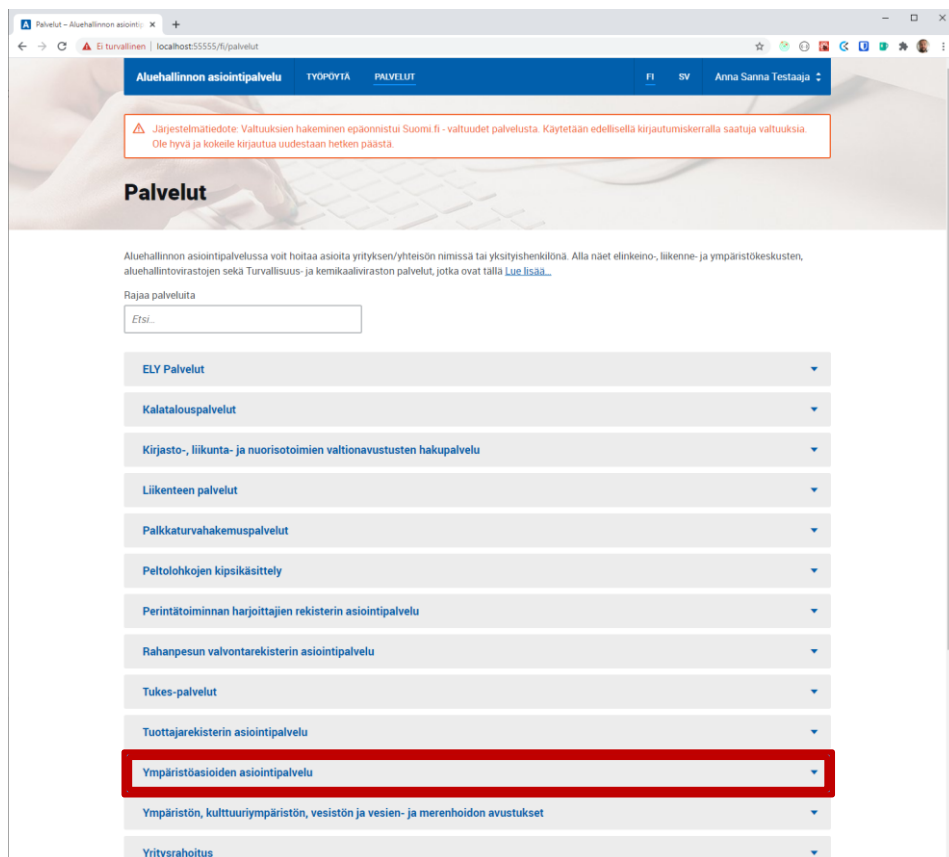 Palvelut – Aluehallinnon asiointip
Ei turvallinen | localhost:55555/fi/palvelut
Aluehallinnon asiointipalvelu TYÖPÖYTÄ PALVELUT FI SV Anna Sanna Testaaja
Järjestelmätiedote: Valtuuksien hakeminen epäonnistui Suomi.fi - valtuudet palvelusta. Käytetään edellisellä kirjautumiskerralla saatuja valtuuksia.
Ole hyvä ja kokeile kirjautua uudestaan hetken päästä.
Palvelut
Aluehallinnon asiointipalvelussa voit hoitaa asioita yrityksen/yhteisön nimissä tai yksityishenkilönä. Alla näet elinkeino-, liikenne- ja ympäristökeskusten,
aluehallintovirastojen sekä Turvallisuus- ja kemikaaliviraston palvelut, jotka ovat tällä Lue lisää...
Rajaa palveluita
Etsi...
ELY Palvelut
Kalatalouspalvelut
Kirjasto-, liikunta- ja nuorisotoimien valtionavustusten hakupalvelu
Liikenteen palvelut
Palkkaturvahakemuspalvelut
Peltolohkojen kipsikäsittely
Perintätoiminnan harjoittajien rekisterin asiointipalvelu
Rahanpesun valvontarekisterin asiointipalvelu
Tukes-palvelut
Tuottajarekisterin asiointipalvelu
Ympäristöasioiden asiointipalvelu
Ympäristön, kulttuuriympäristön, vesistön ja vesien- ja merenhoidon avustukset
Yritysrahoitus